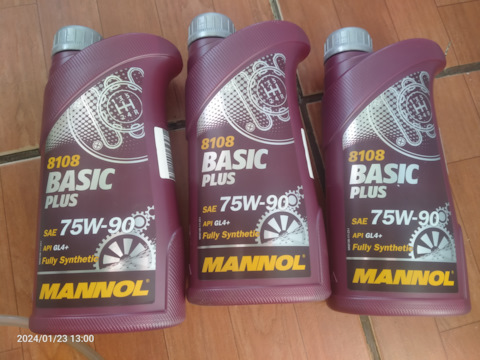 8108
BASIC
PLUS
SAE 75W-90
API GL4+
Fully Synthetic
MANNOL
8108
BASIC
PLUS
SAE 75W-90
API GL4+
Fully Synthetic
MANNOL
8108
BASIC
PLUS
SAE 75W-90
API GL4+
Fully Synthetic
MANNOL
2024/01/23 13:00